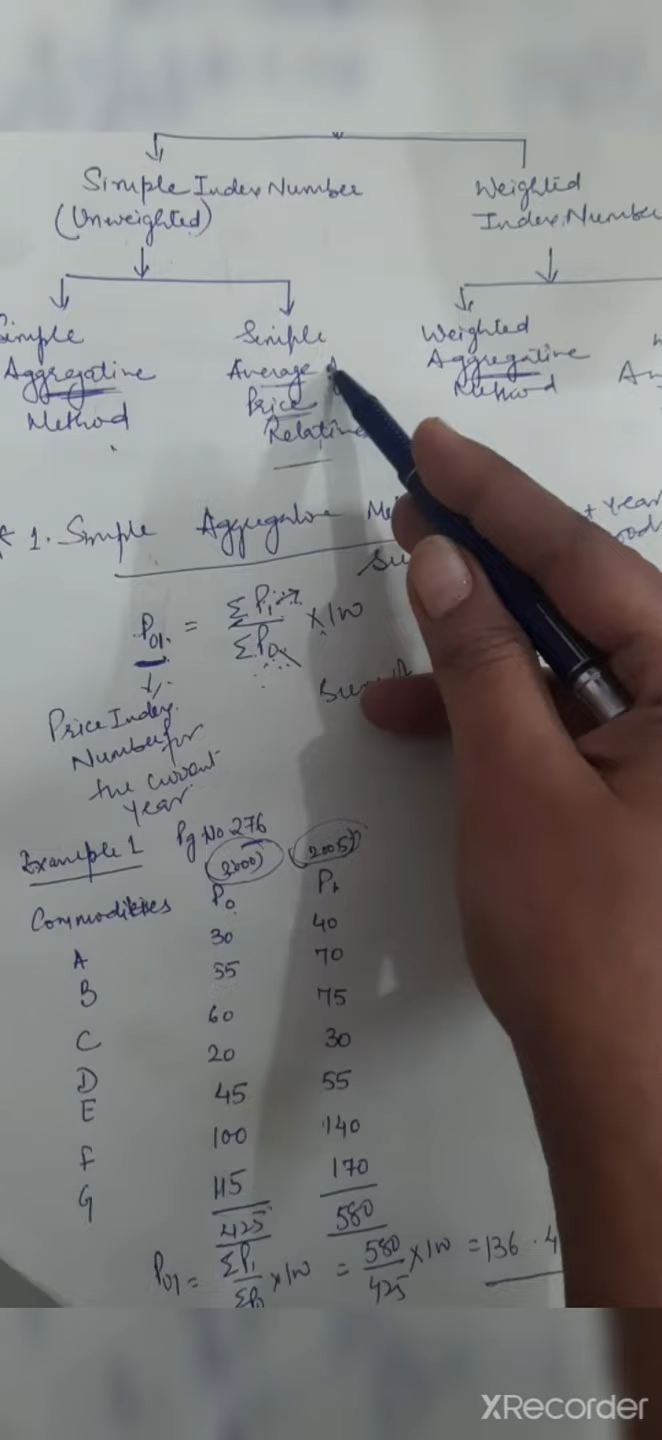 Simple Index Number
(Unweighted)
Weighted
Index Number
Simple
Aggregative
Method
Simple
Average of
Price
Relative
Weighted
Aggregative
Method
1. Simple Aggregative
P01 = ΣP1 / ΣP0 × 100
Price Index
Number for
the current
Year
Example 1 Pg No 276
(2000) (2005)
Commodities P0 P1
A 30 40
B 55 70
C 60 75
D 20 30
E 45 55
F 100 140
G 115 170
425 580
P01 = ΣP1 / ΣP0 × 100 = 580 / 425 × 100 = 136.4
XRecorder